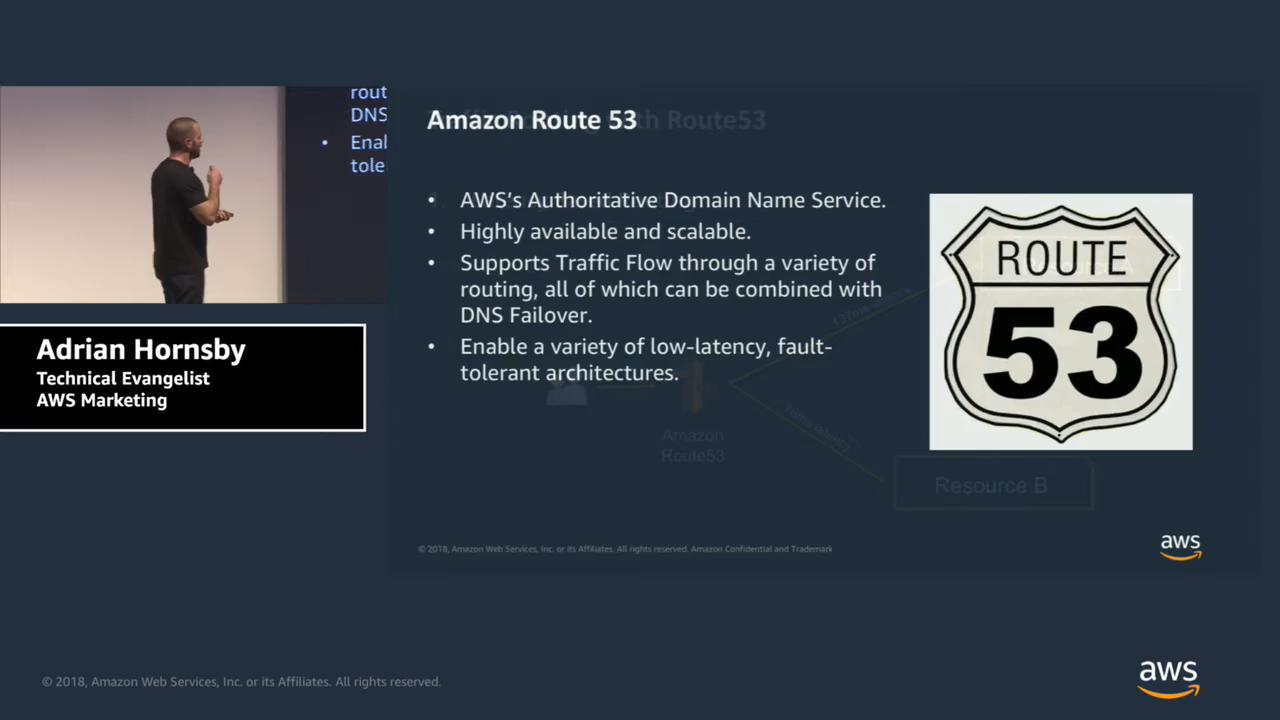 rout
DNS
• Enal
tole
Adrian Hornsby
Technical Evangelist
AWS Marketing
Amazon Route 53
• AWS's Authoritative Domain Name Service.
• Highly available and scalable.
• Supports Traffic Flow through a variety of
routing, all of which can be combined with
DNS Failover.
• Enable a variety of low-latency, fault-
tolerant architectures.
ROUTE
53
Amazon
Route53
Resource B
© 2018, Amazon Web Services, Inc. or its Affiliates. All rights reserved. Amazon Confidential and Trademark
aws
© 2018, Amazon Web Services, Inc. or its Affiliates. All rights reserved.
aws